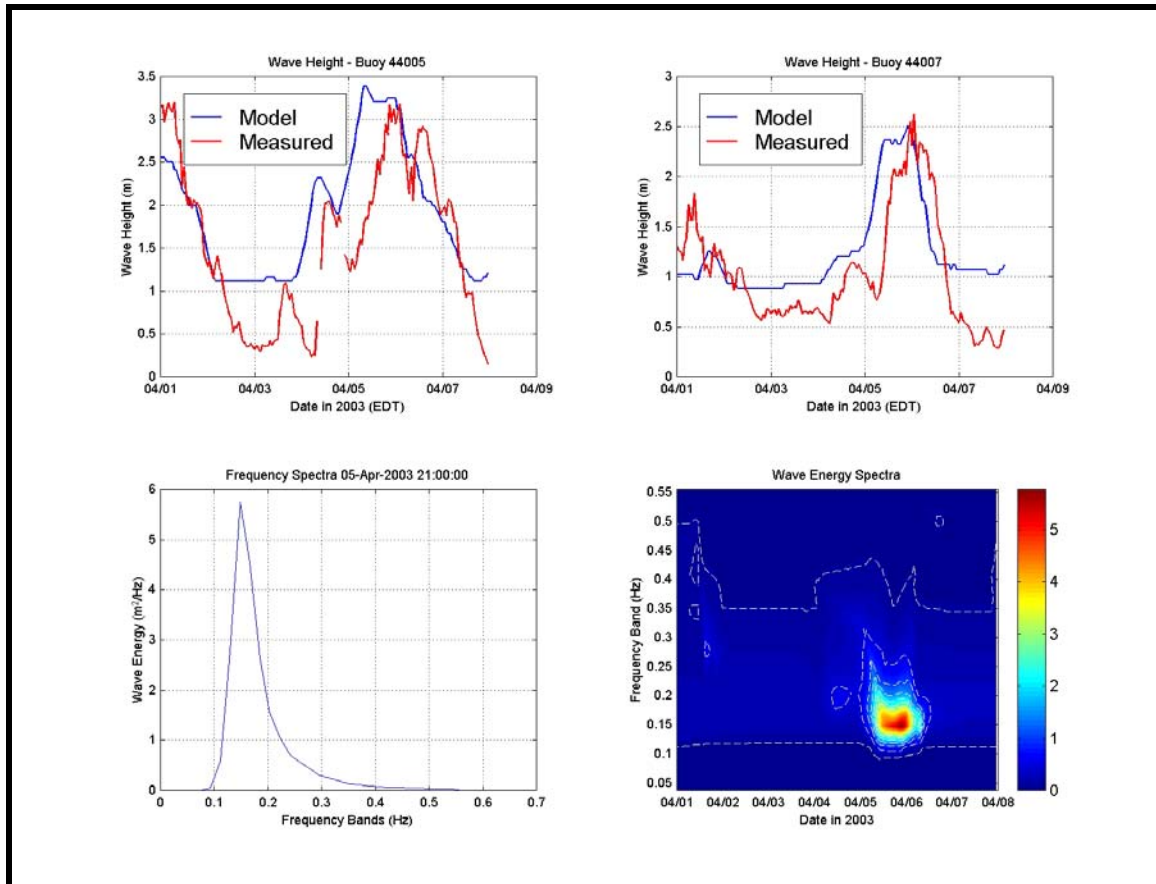 Wave Height - Buoy 44005
3.5
3
2.5
2
1.5
1
0.5
0
Wave Height (m)
Model
Measured
04/01 04/03 04/05 04/07 04/09
Date in 2003 (EDT)
Wave Height - Buoy 44007
3
2.5
2
1.5
1
0.5
0
Wave Height (m)
Model
Measured
04/01 04/03 04/05 04/07 04/09
Date in 2003 (EDT)
Frequency Spectra 05-Apr-2003 21:00:00
6
5
4
3
2
1
0
Wave Energy (m²/Hz)
0 0.1 0.2 0.3 0.4 0.5 0.6 0.7
Frequency Bands (Hz)
Wave Energy Spectra
0.55
0.5
0.45
0.4
0.35
0.3
0.25
0.2
0.15
0.1
0.05
Frequency Band (Hz)
04/01 04/02 04/03 04/04 04/05 04/06 04/07 04/08
Date in 2003
5
4
3
2
1
0